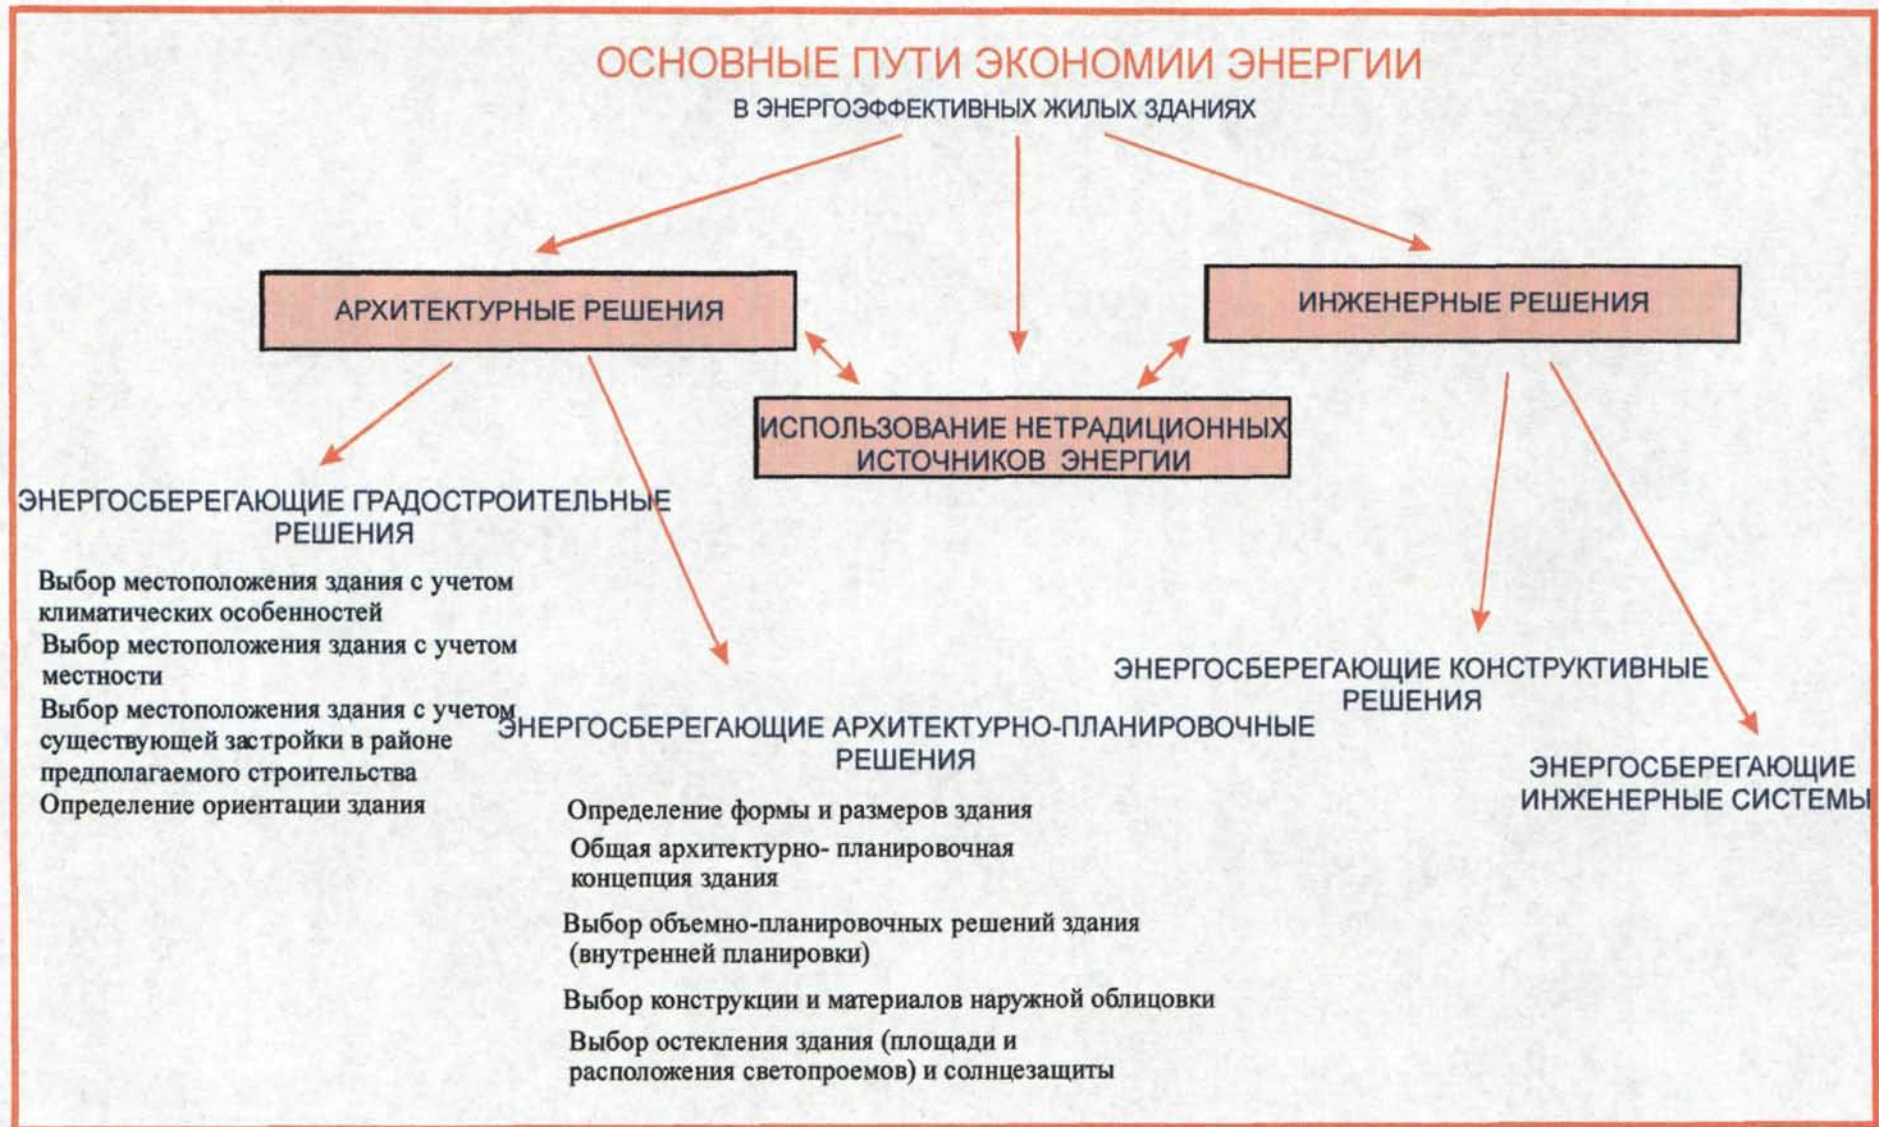 ОСНОВНЫЕ ПУТИ ЭКОНОМИИ ЭНЕРГИИ
В ЭНЕРГОЭФФЕКТИВНЫХ ЖИЛЫХ ЗДАНИЯХ
АРХИТЕКТУРНЫЕ РЕШЕНИЯ
ИНЖЕНЕРНЫЕ РЕШЕНИЯ
ИСПОЛЬЗОВАНИЕ НЕТРАДИЦИОННЫХ
ИСТОЧНИКОВ ЭНЕРГИИ
ЭНЕРГОСБЕРЕГАЮЩИЕ ГРАДОСТРОИТЕЛЬНЫЕ
РЕШЕНИЯ
Выбор местоположения здания с учетом
климатических особенностей
Выбор местоположения здания с учетом
местности
Выбор местоположения здания с учетом
существующей застройки в районе
предполагаемого строительства
Определение ориентации здания
ЭНЕРГОСБЕРЕГАЮЩИЕ АРХИТЕКТУРНО-ПЛАНИРОВОЧНЫЕ
РЕШЕНИЯ
Определение формы и размеров здания
Общая архитектурно- планировочная
концепция здания
Выбор объемно-планировочных решений здания
(внутренней планировки)
Выбор конструкции и материалов наружной облицовки
Выбор остекления здания (площади и
расположения светопроемов) и солнцезащиты
ЭНЕРГОСБЕРЕГАЮЩИЕ КОНСТРУКТИВНЫЕ
РЕШЕНИЯ
ЭНЕРГОСБЕРЕГАЮЩИЕ
ИНЖЕНЕРНЫЕ СИСТЕМЫ